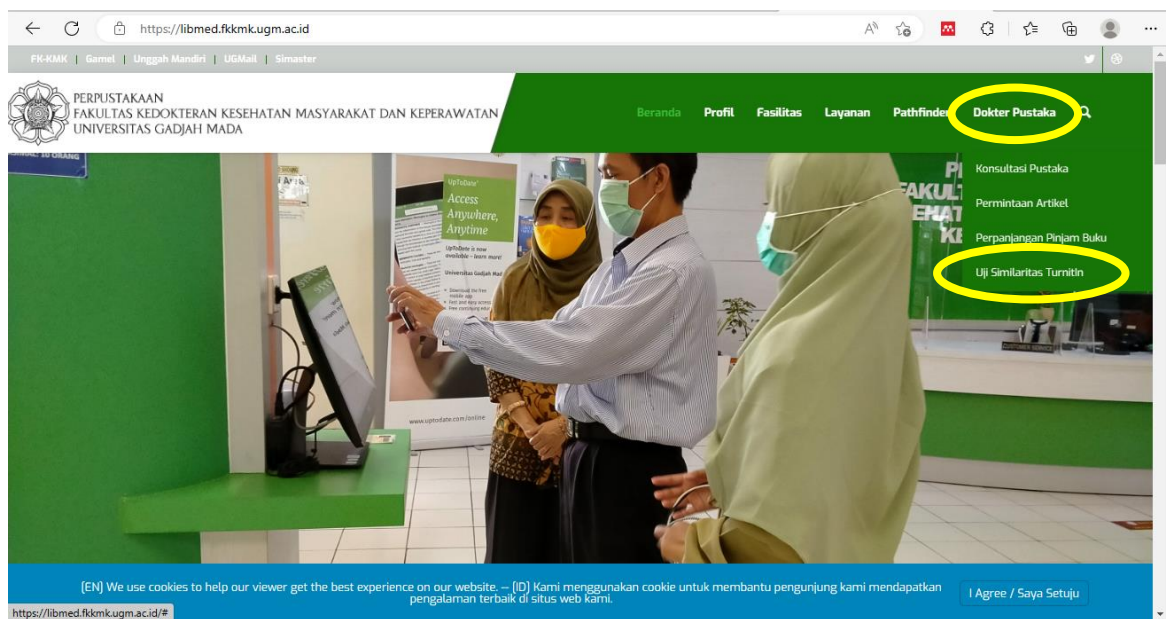 https://libmed.fkkmk.ugm.ac.id
FK-KMK | Gamel | Unggah Mandiri | UGMail | Simaster
PERPUSTAKAAN
FAKULTAS KEDOKTERAN KESEHATAN MASYARAKAT DAN KEPERAWATAN
UNIVERSITAS GADJAH MADA
Beranda Profil Fasilitas Layanan Pathfinder Dokter Pustaka
Konsultasi Pustaka
Permintaan Artikel
Perpanjangan Pinjam Buku
Uji Similaritas TurnitIn
10 ORANG
UpToDate
Access
Anywhere,
Anytime
UpToDate is now
available – learn more!
Universitas Gadjah Mad
www.uptodate.com/online
CUSTOMER SERVICE
[EN] We use cookies to help our viewer get the best experience on our website. -- [ID] Kami menggunakan cookie untuk membantu pengunjung kami mendapatkan
pengalaman terbaik di situs web kami.
I Agree / Saya Setuju
https://libmed.fkkmk.ugm.ac.id/#